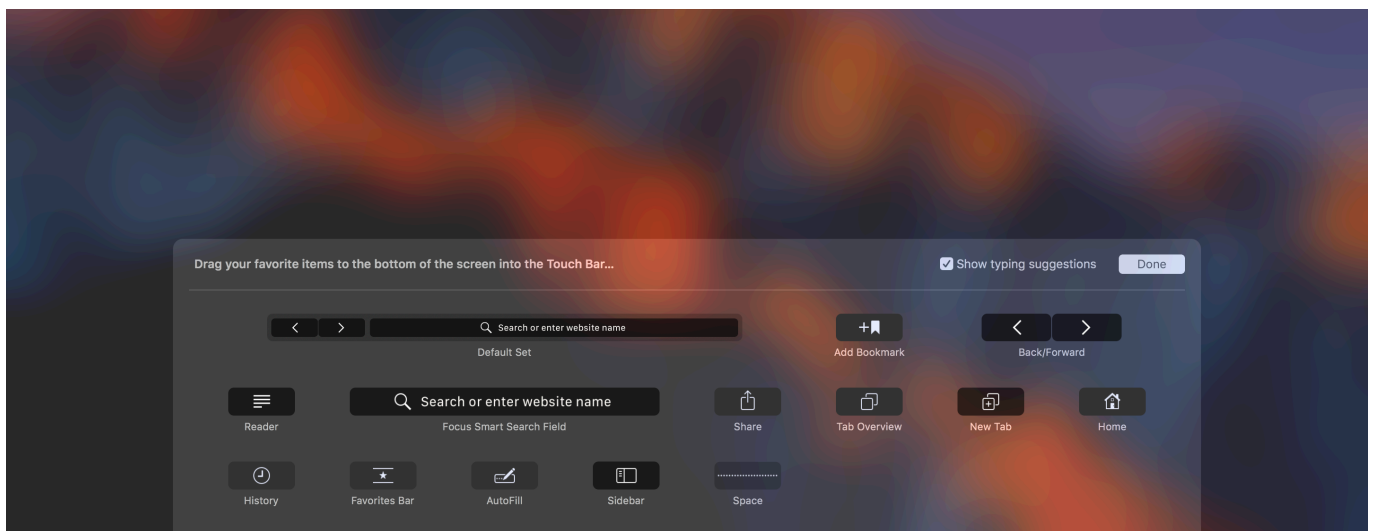 Drag your favorite items to the bottom of the screen into the Touch Bar...
Show typing suggestions
Done
Search or enter website name
Default Set
Add Bookmark
Back/Forward
Reader
Search or enter website name
Focus Smart Search Field
Share
Tab Overview
New Tab
Home
History
Favorites Bar
AutoFill
Sidebar
Space